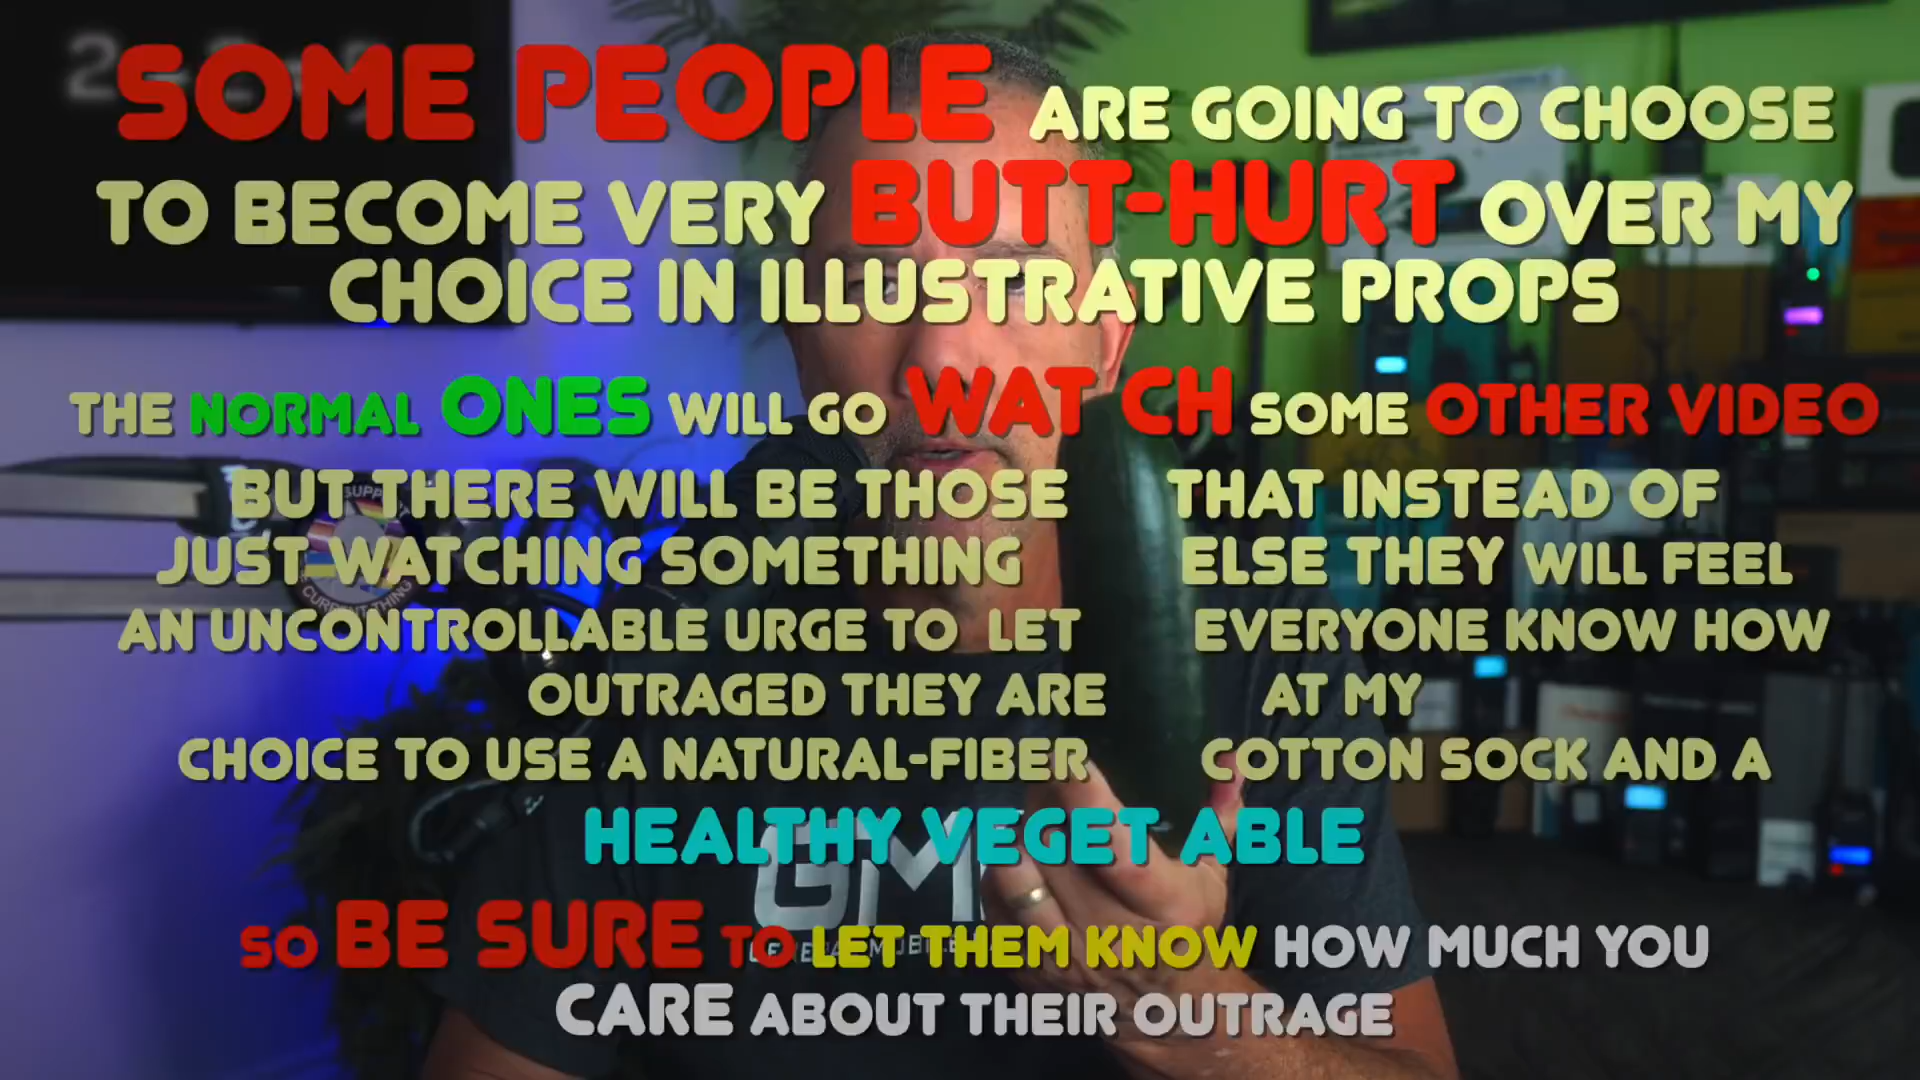 SOME PEOPLE ARE GOING TO CHOOSE
TO BECOME VERY BUTT-HURT OVER MY
CHOICE IN ILLUSTRATIVE PROPS
THE NORMAL ONES WILL GO WATCH SOME OTHER VIDEO
BUT THERE WILL BE THOSE THAT INSTEAD OF
JUST WATCHING SOMETHING ELSE THEY WILL FEEL
AN UNCONTROLLABLE URGE TO LET EVERYONE KNOW HOW
OUTRAGED THEY ARE AT MY
CHOICE TO USE A NATURAL-FIBER COTTON SOCK AND A
HEALTHY VEGETABLE
SO BE SURE TO LET THEM KNOW HOW MUCH YOU
CARE ABOUT THEIR OUTRAGE
CURRENT THING